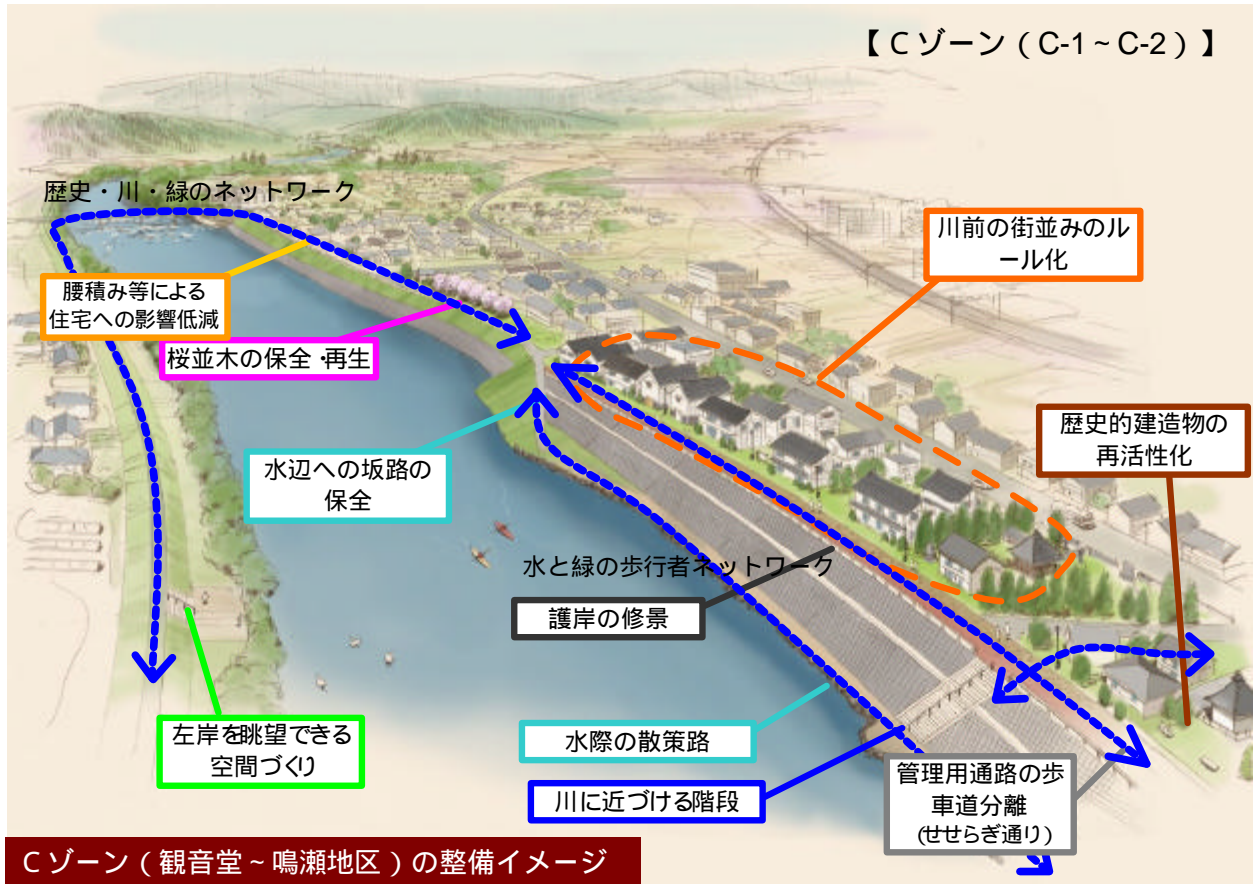 【Ｃゾーン（C-1～C-2）】
歴史・川・緑のネットワーク
川前の街並みのル
ール化
腰積み等による
住宅への影響低減
桜並木の保全・再生
歴史的建造物の
再活性化
水辺への坂路の
保全
水と緑の歩行者ネットワーク
護岸の修景
左岸を眺望できる
空間づくり
水際の散策路
川に近づける階段
管理用通路の歩
車道分離
（せせらぎ通り）
Ｃゾーン（観音堂～鳴瀬地区）の整備イメージ